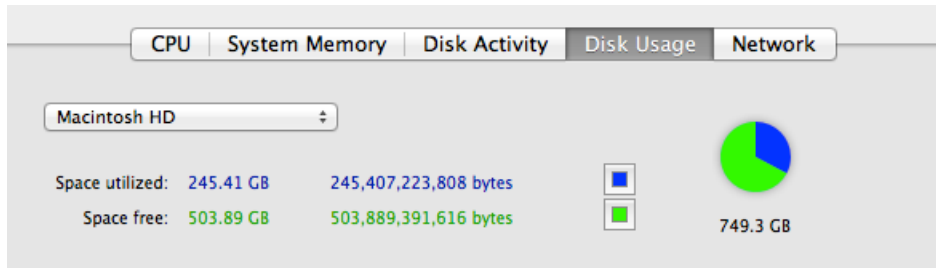 CPU System Memory Disk Activity Disk Usage Network
Macintosh HD
Space utilized: 245.41 GB 245,407,223,808 bytes
Space free: 503.89 GB 503,889,391,616 bytes
749.3 GB